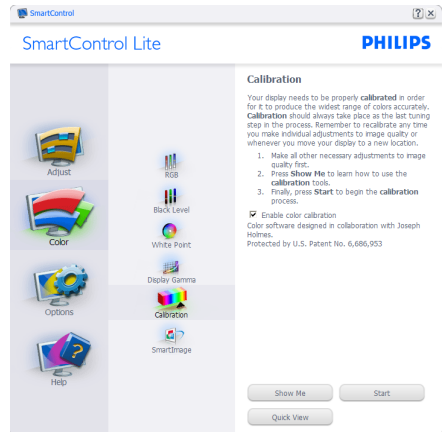 SmartControl
SmartControl Lite
PHILIPS
Adjust
Color
Options
Help
RGB
Black Level
White Point
Display Gamma
Calibration
SmartImage
Calibration
Your display needs to be properly calibrated in order
for it to produce the widest range of colors accurately.
Calibration should always take place as the last tuning
step in the process. Remember to recalibrate any time
you make individual adjustments to image quality or
whenever you move your display to a new location.
1. Make all other necessary adjustments to image
quality first.
2. Press Show Me to learn how to use the
calibration tools.
3. Finally, press Start to begin the calibration
process.
Enable color calibration
Color software designed in collaboration with Joseph
Holmes.
Protected by U.S. Patent No. 6,686,953
Show Me
Start
Quick View